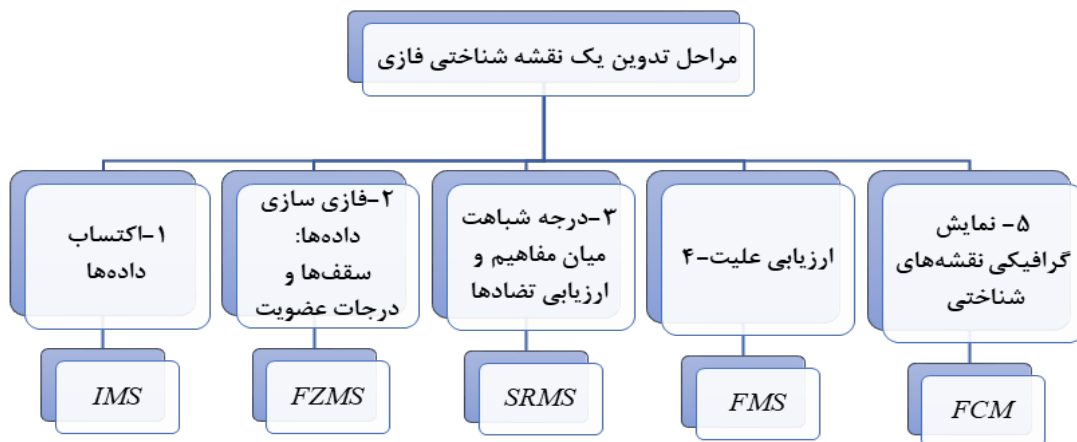 مراحل تدوین یک نقشه شناختی فازی
۱-اکتساب
داده‌ها
۲-فازی سازی
داده‌ها:
سقف‌ها و
درجات عضویت
۳-درجه شباهت
میان مفاهیم و
ارزیابی تضادها
ارزیابی علیت-۴
۵- نمایش
گرافیکی نقشه‌های
شناختی
IMS
FZMS
SRMS
FMS
FCM